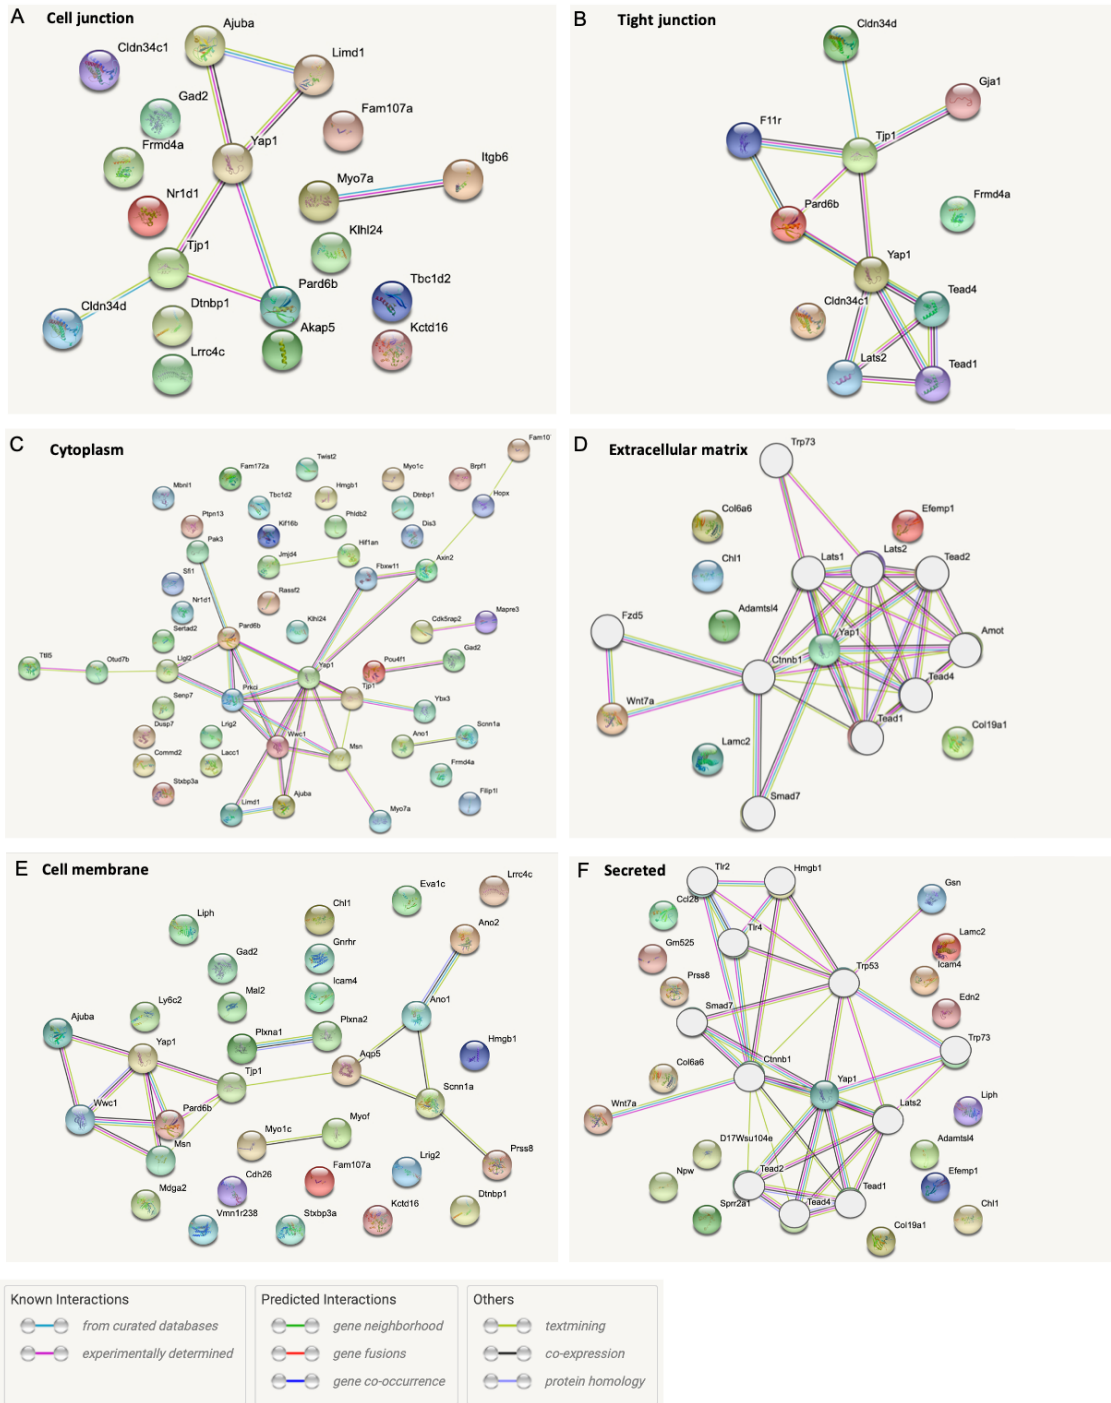 A Cell junction
Ajuba
Cldn34c1
Limd1
Gad2
Fam107a
Frmd4a
Yap1
Itgb6
Myo7a
Nr1d1
Klhl24
Tjp1
Pard6b
Tbc1d2
Cldn34d
Dtnbp1
Akap5
Kctd16
Lrrc4c
B Tight junction
Cldn34d
Gja1
F11r
Tjp1
Frmd4a
Pard6b
Yap1
Cldn34c1
Tead4
Lats2
Tead1
C Cytoplasm
Fam10
Twist2
Fam172a
Myo1c
Brpf1
Mbnl1
Hmgb1
Tbc1d2
Dtnbp1
Hopx
Ptpn13
Phldb2
Kif16b
Dis3
Pak3
Jmjd4
Hif1an
Axin2
Fbxw11
Sfi1
Rassf2
Nr1d1
Cdk5rap2
Mapre3
Klhl24
Sertad2
Pard6b
Gad2
Ttll5
Otud7b
Llgl2
Yap1
Pou4f1
Prkci
Tjp1
Senp7
Ybx3
Dusp7
Lrig2
Wwc1
Ano1
Scnn1a
Commd2
Lacc1
Msn
Frmd4a
Stxbp3a
Limd1
Ajuba
Myo7a
Filip1l
D Extracellular matrix
Trp73
Col6a6
Efemp1
Lats2
Chl1
Lats1
Tead2
Adamtsl4
Fzd5
Yap1
Amot
Ctnnb1
Tead4
Wnt7a
Tead1
Col19a1
Lamc2
Smad7
E Cell membrane
Lrrc4c
Eva1c
Chl1
Liph
Ano2
Gnrhr
Gad2
Icam4
Mal2
Ly6c2
Ano1
Ajuba
Plxna1
Plxna2
Hmgb1
Yap1
Aqp5
Tjp1
Scnn1a
Wwc1
Pard6b
Myof
Msn
Myo1c
Prss8
Cdh26
Fam107a
Lrig2
Mdga2
Dtnbp1
Vmn1r238
Stxbp3a
Kctd16
F Secreted
Tlr2
Hmgb1
Gsn
Ccl28
Tlr4
Lamc2
Gm525
Trp53
Icam4
Prss8
Edn2
Smad7
Trp73
Ctnnb1
Col6a6
Yap1
Wnt7a
Lats2
Liph
D17Wsu104e
Adamtsl4
Npw
Tead2
Efemp1
Tead1
Sprr2a1
Tead4
Chl1
Col19a1
Known Interactions
from curated databases
experimentally determined
Predicted Interactions
gene neighborhood
gene fusions
gene co-occurrence
Others
textmining
co-expression
protein homology